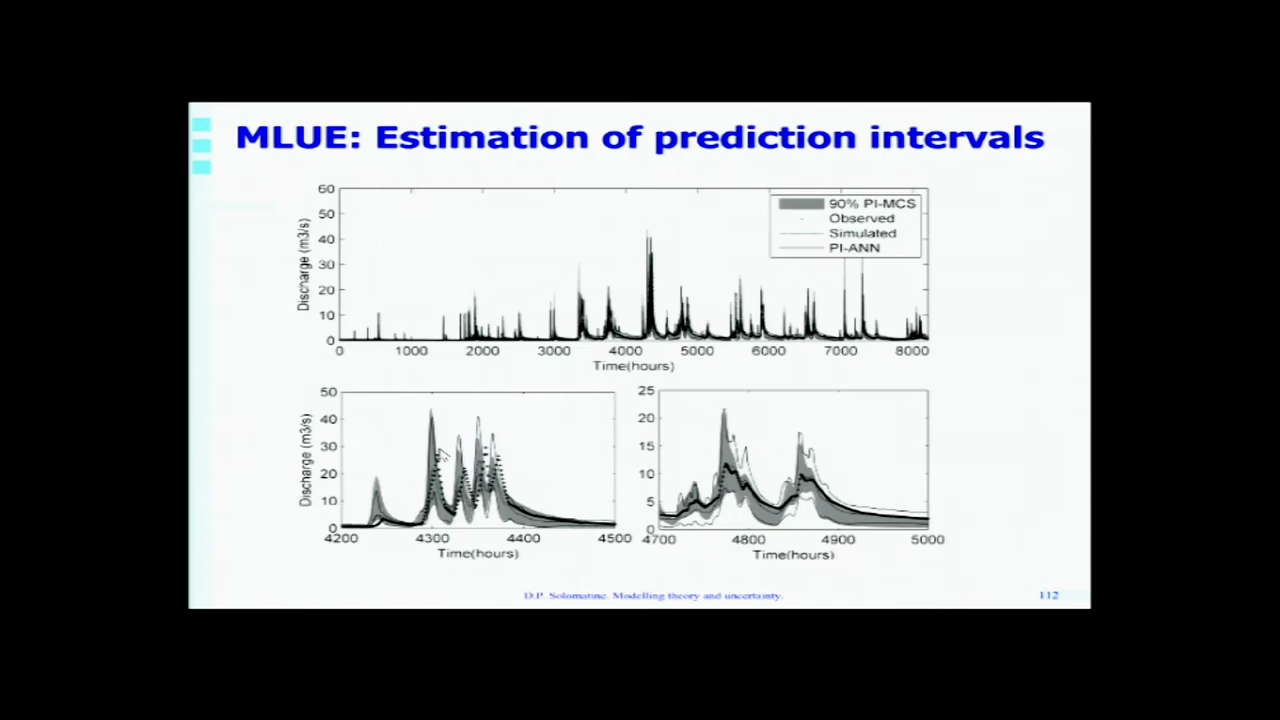 MLUE: Estimation of prediction intervals
60
50
40
30
20
10
0
Discharge (m3/s)
90% PI-MCS
Observed
Simulated
PI-ANN
0 1000 2000 3000 4000 5000 6000 7000 8000
Time(hours)
50
40
30
20
10
0
Discharge (m3/s)
4200 4300 4400 4500
Time(hours)
25
20
15
10
5
0
4700 4800 4900 5000
Time(hours)
D.P. Solomatine. Modelling theory and uncertainty.
112